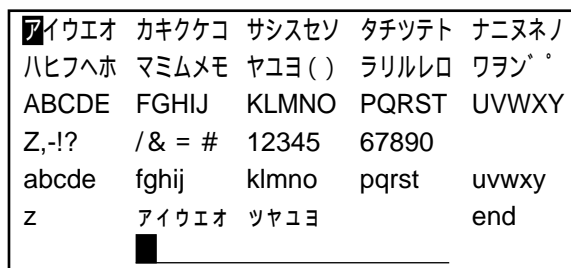 アイウエオ カキクケコ サシスセソ タチツテト ナニヌネノ
ハヒフヘホ マミムメモ ヤユヨ( ) ラリルレロ ワヲン゛゜
ABCDE FGHIJ KLMNO PQRST UVWXY
Z,-!? /& = # 12345 67890
abcde fghij klmno pqrst uvwxy
z ァィゥェォ ッャュョ end